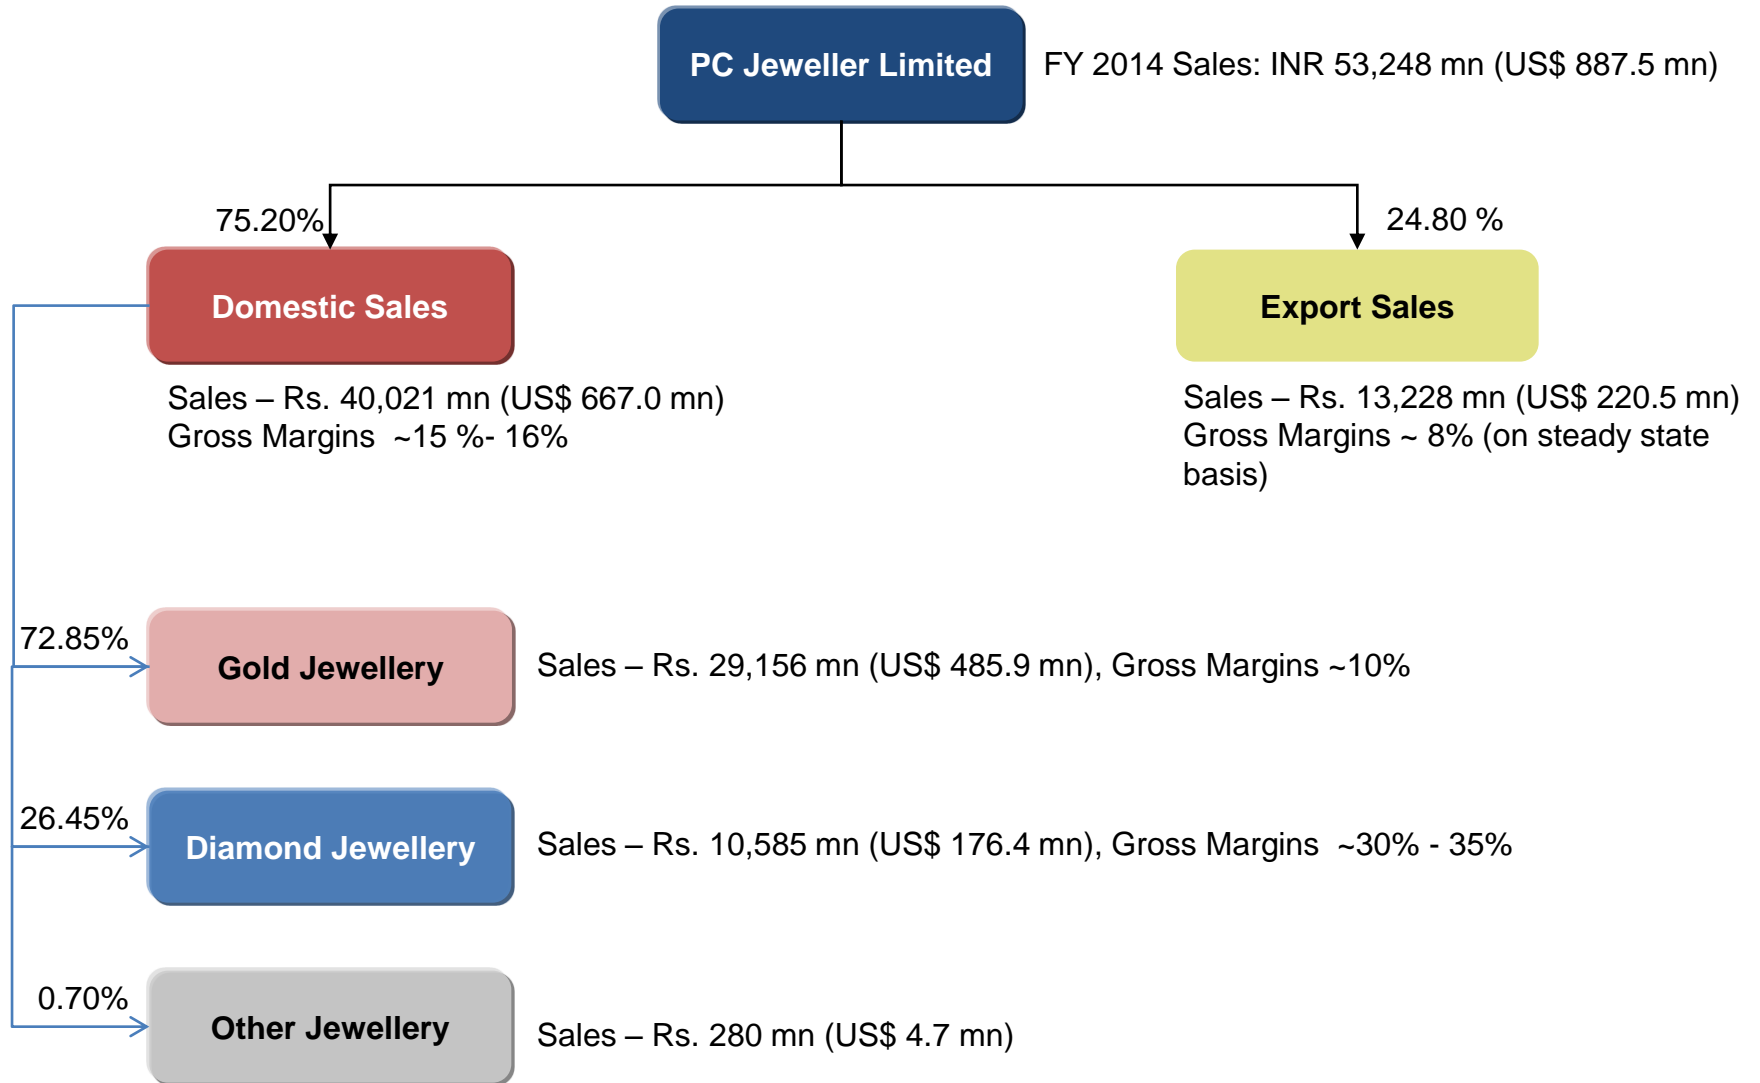 PC Jeweller Limited
FY 2014 Sales: INR 53,248 mn (US$ 887.5 mn)
75.20%
24.80 %
Domestic Sales
Export Sales
Sales – Rs. 40,021 mn (US$ 667.0 mn)
Gross Margins ~15 %- 16%
Sales – Rs. 13,228 mn (US$ 220.5 mn)
Gross Margins ~ 8% (on steady state
basis)
72.85%
Gold Jewellery
Sales – Rs. 29,156 mn (US$ 485.9 mn), Gross Margins ~10%
26.45%
Diamond Jewellery
Sales – Rs. 10,585 mn (US$ 176.4 mn), Gross Margins ~30% - 35%
0.70%
Other Jewellery
Sales – Rs. 280 mn (US$ 4.7 mn)